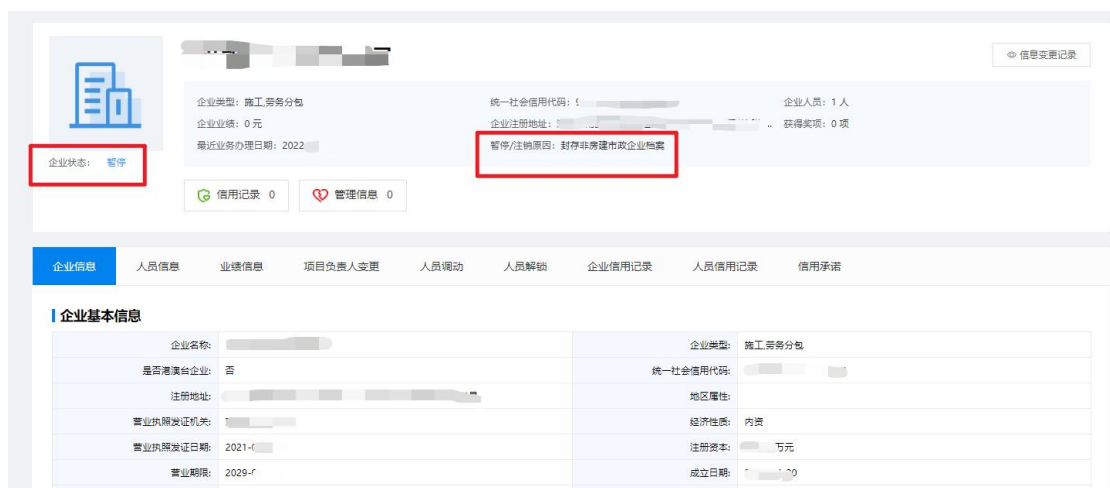 信息变更记录
企业类型: 施工,劳务分包
统一社会信用代码:
企业人员: 1 人
企业业绩: 0 元
企业注册地址:
获得奖项: 0 项
最近业务办理日期: 2022
暂停/注销原因: 封存非房建市政企业档案
企业状态: 暂停
信用记录 0
管理信息 0
企业信息 人员信息 业绩信息 项目负责人变更 人员调动 人员解锁 企业信用记录 人员信用记录 信用承诺
企业基本信息
企业名称: 企业类型: 施工,劳务分包
是否港澳台企业: 否 统一社会信用代码:
注册地址: 地区属性:
营业执照发证机关: 经济性质: 内资
营业执照发证日期: 2021- 注册资本: 万元
营业期限: 2029- 成立日期: